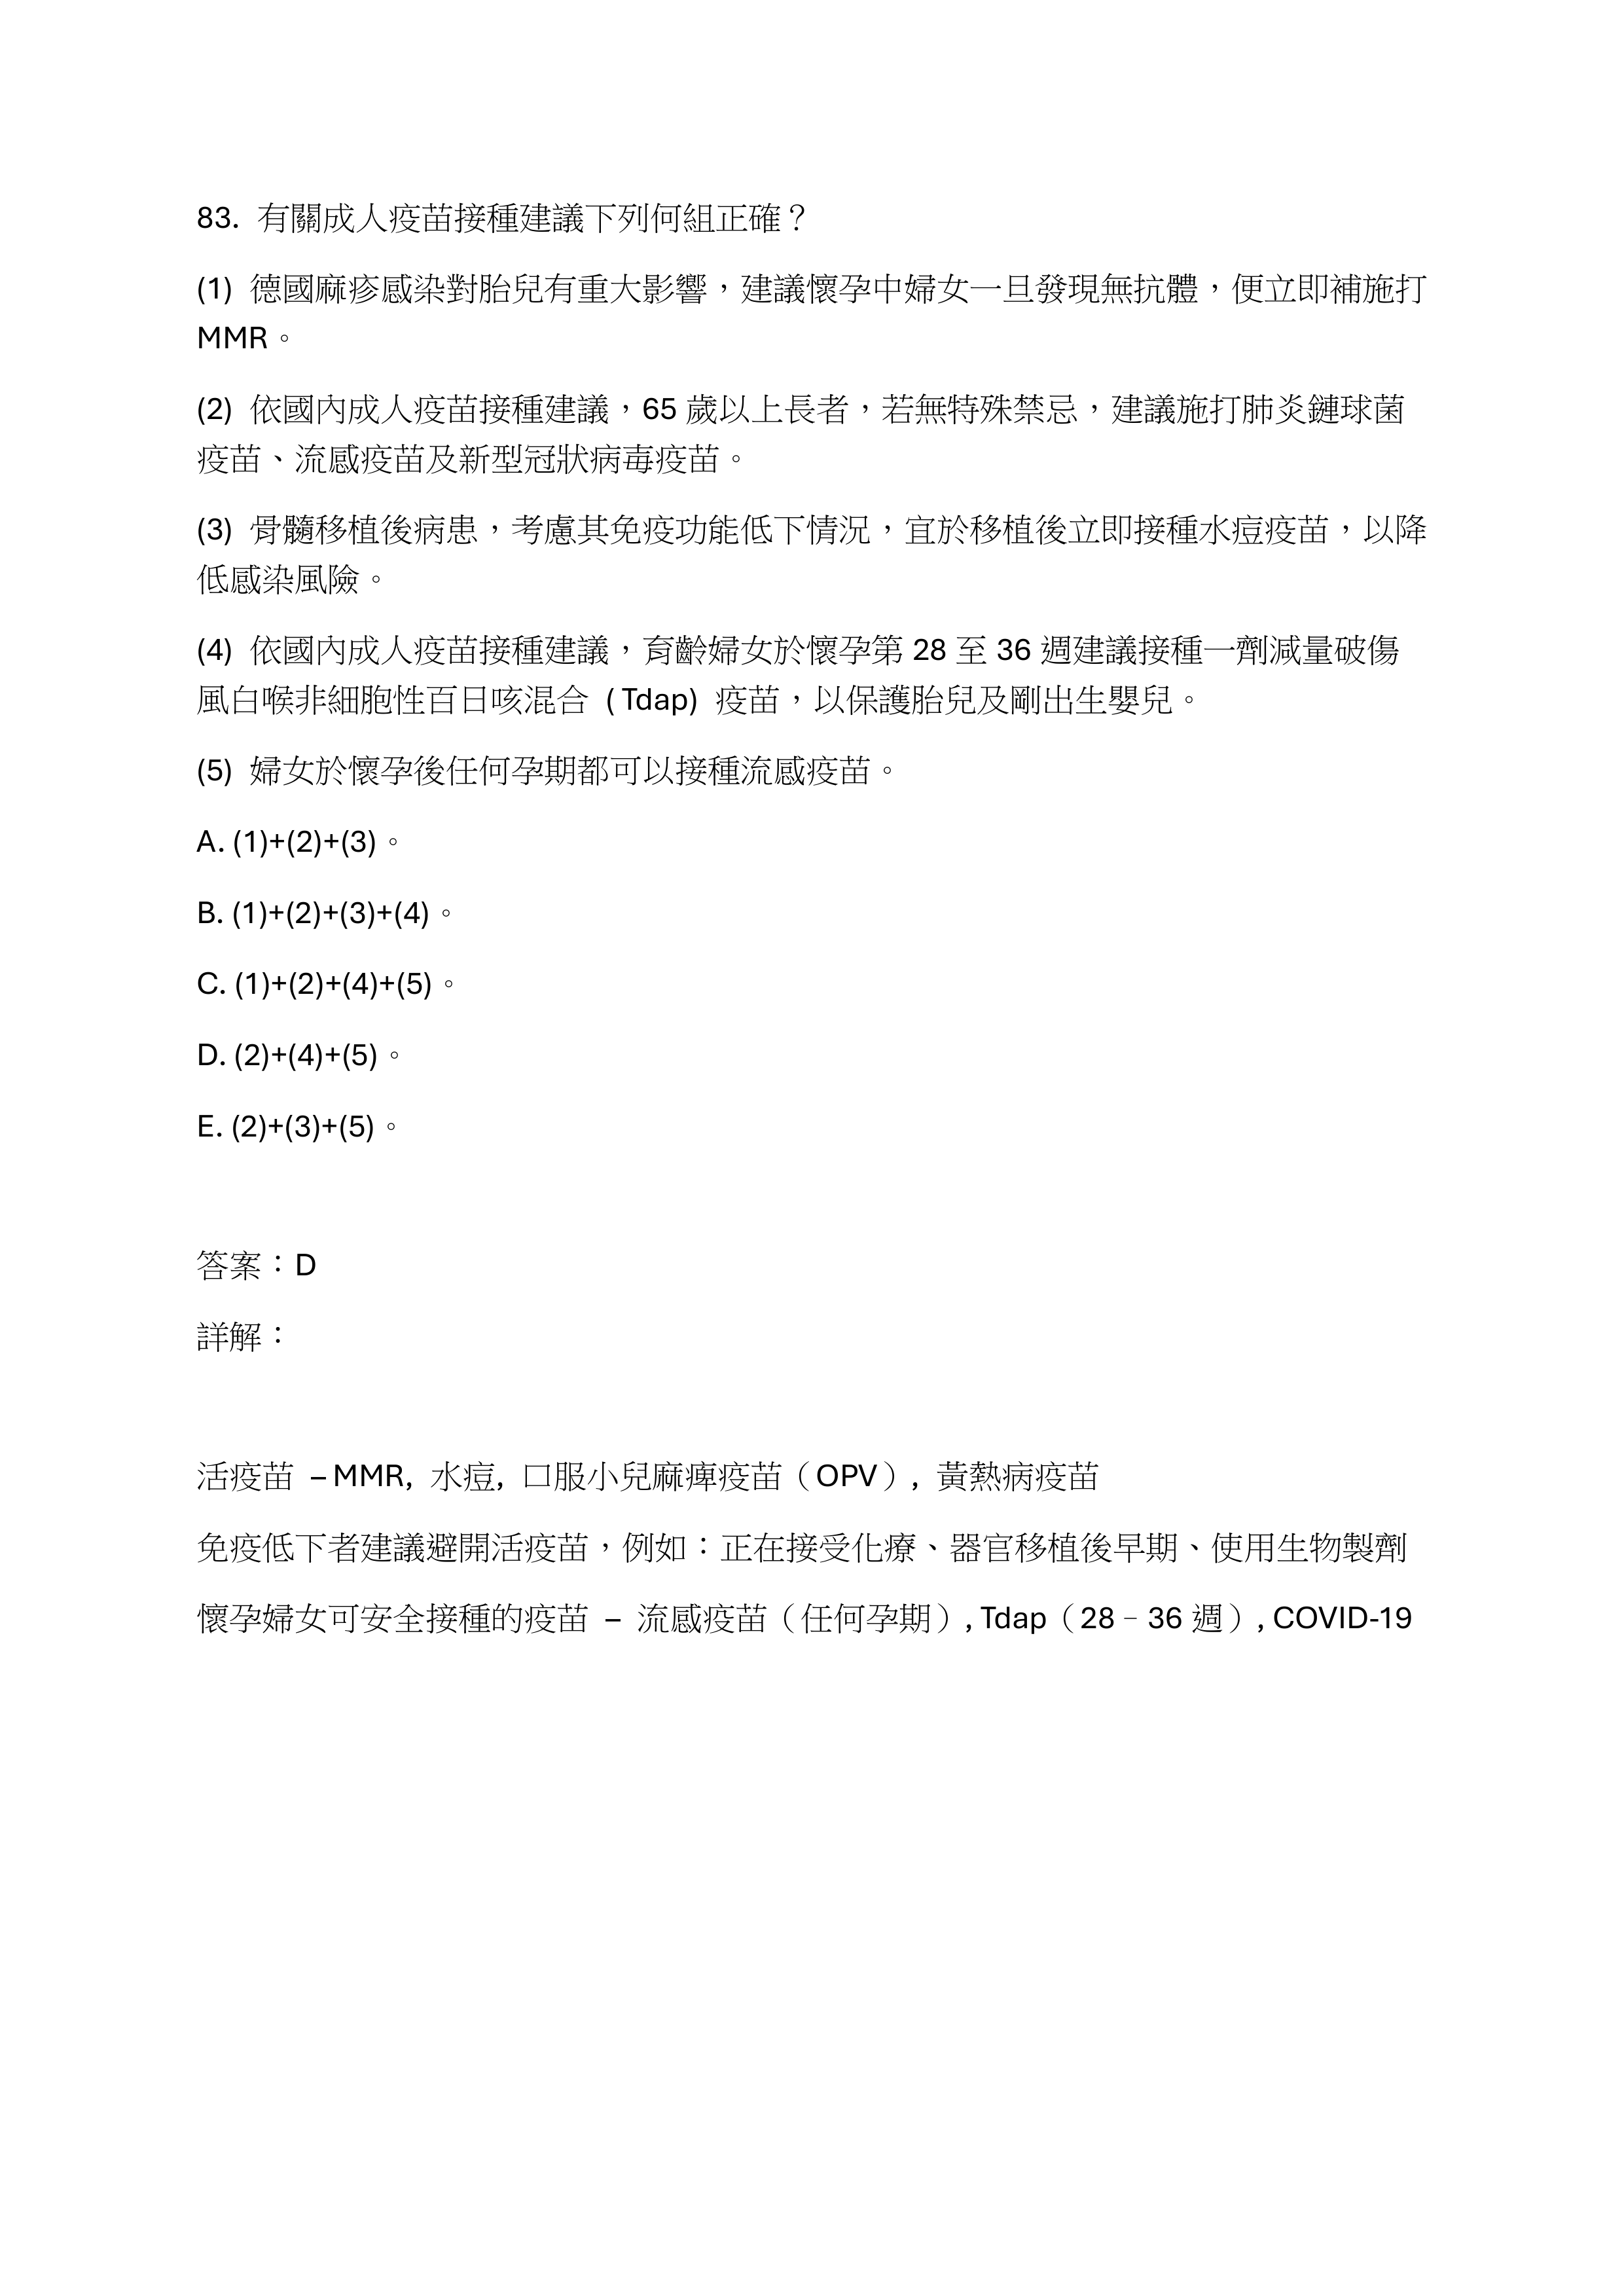 83. 有關成人疫苗接種建議下列何組正確？
(1) 德國麻疹感染對胎兒有重大影響，建議懷孕中婦女一旦發現無抗體，便立即補施打
MMR。
(2) 依國內成人疫苗接種建議，65 歲以上長者，若無特殊禁忌，建議施打肺炎鏈球菌
疫苗、流感疫苗及新型冠狀病毒疫苗。
(3) 骨髓移植後病患，考慮其免疫功能低下情況，宜於移植後立即接種水痘疫苗，以降
低感染風險。
(4) 依國內成人疫苗接種建議，育齡婦女於懷孕第 28 至 36 週建議接種一劑減量破傷
風白喉非細胞性百日咳混合 ( Tdap) 疫苗，以保護胎兒及剛出生嬰兒。
(5) 婦女於懷孕後任何孕期都可以接種流感疫苗。
A. (1)+(2)+(3)。
B. (1)+(2)+(3)+(4)。
C. (1)+(2)+(4)+(5)。
D. (2)+(4)+(5)。
E. (2)+(3)+(5)。
答案：D
詳解：
活疫苗 – MMR, 水痘, 口服小兒麻痺疫苗（OPV）, 黃熱病疫苗
免疫低下者建議避開活疫苗，例如：正在接受化療、器官移植後早期、使用生物製劑
懷孕婦女可安全接種的疫苗 – 流感疫苗（任何孕期）, Tdap（28–36 週）, COVID-19